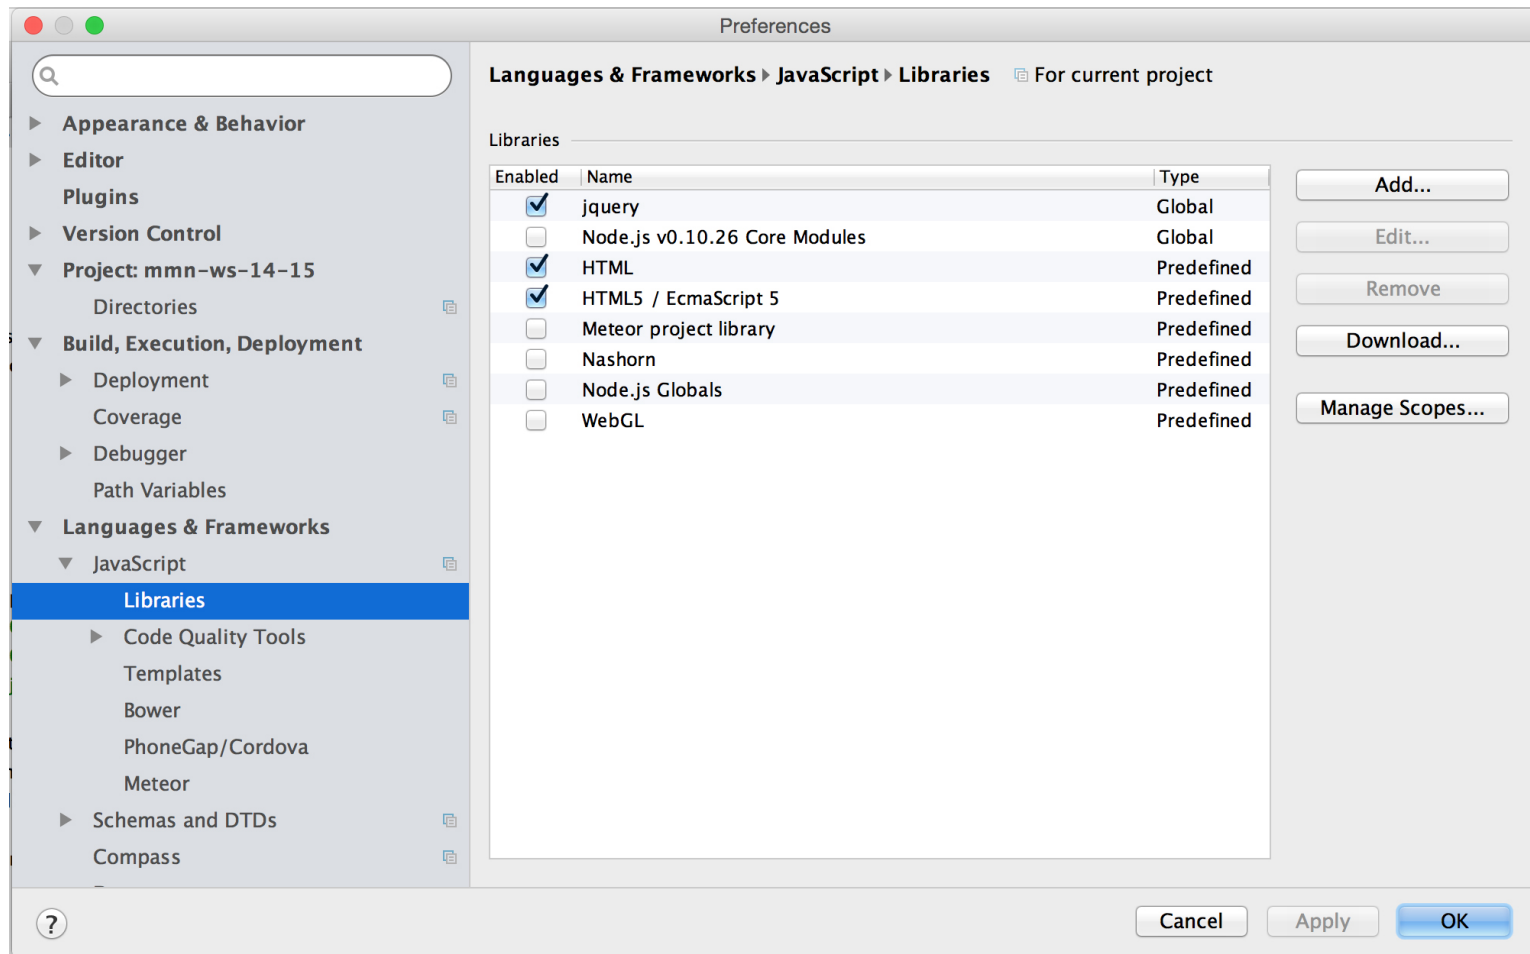 Preferences
Languages & Frameworks JavaScript Libraries For current project
Appearance & Behavior
Editor
Plugins
Version Control
Project: mmn-ws-14-15
Directories
Build, Execution, Deployment
Deployment
Coverage
Debugger
Path Variables
Languages & Frameworks
JavaScript
Libraries
Code Quality Tools
Templates
Bower
PhoneGap/Cordova
Meteor
Schemas and DTDs
Compass
Libraries
Enabled Name Type
jquery Global
Node.js v0.10.26 Core Modules Global
HTML Predefined
HTML5 / EcmaScript 5 Predefined
Meteor project library Predefined
Nashorn Predefined
Node.js Globals Predefined
WebGL Predefined
Add...
Edit...
Remove
Download...
Manage Scopes...
?
Cancel Apply OK